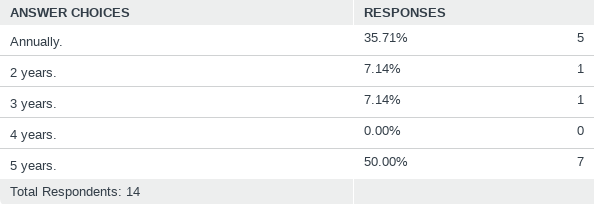 ANSWER CHOICES RESPONSES
Annually. 35.71% 5
2 years. 7.14% 1
3 years. 7.14% 1
4 years. 0.00% 0
5 years. 50.00% 7
Total Respondents: 14